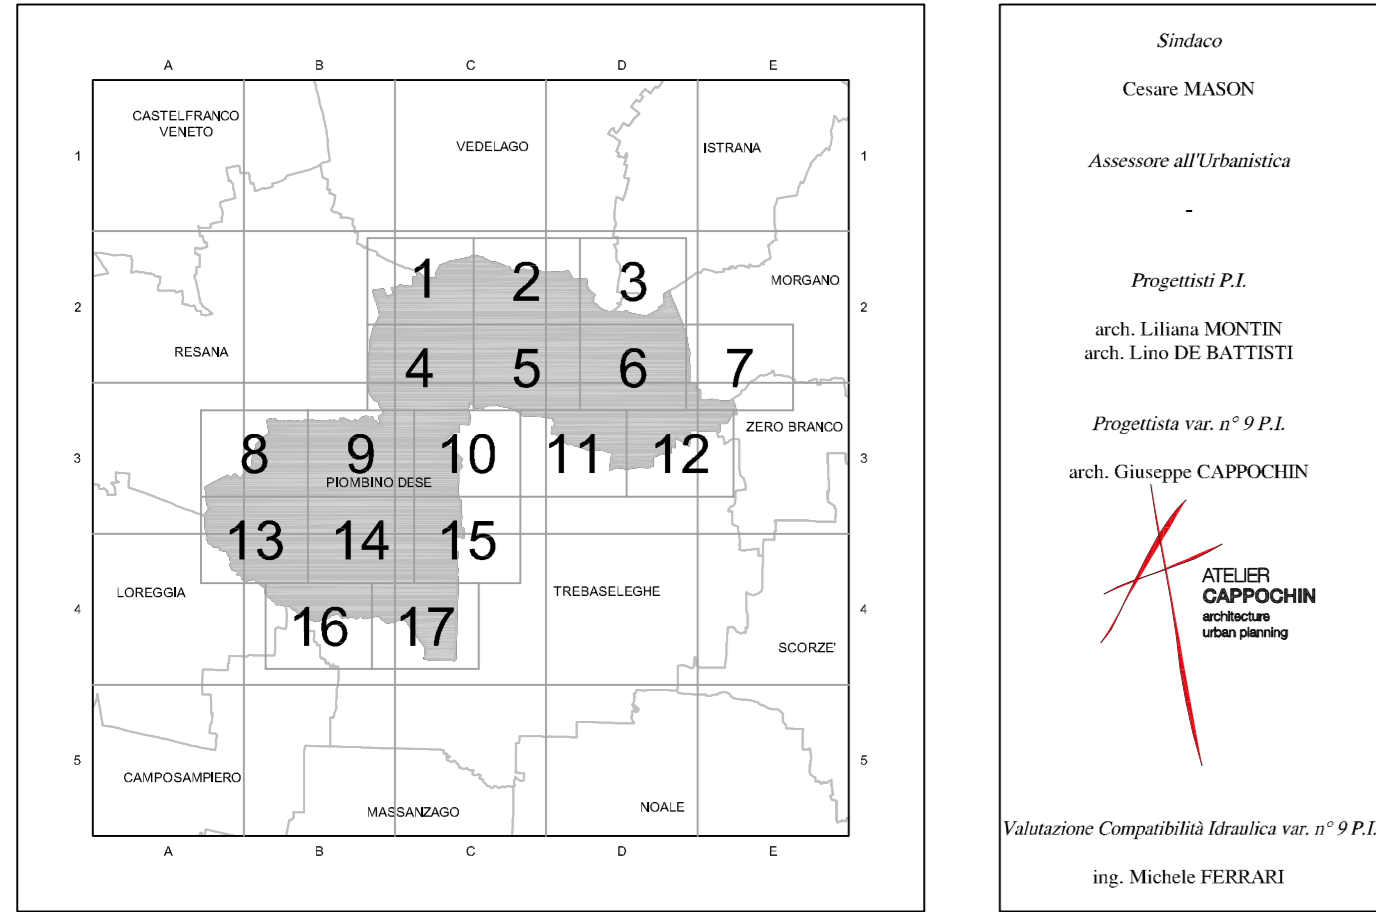 A B C D E
CASTELFRANCO
VENETO
VEDELAGO
ISTRANA
1 1
MORGANO
1 2 3
2 2
RESANA
4 5 6 7
ZERO BRANCO
8 9 10 11 12
3 3
PIOMBINO DESE
13 14 15
LOREGGIA
TREBASELEGHE
4 4
16 17
SCORZE'
5 5
CAMPOSAMPIERO
MASSANZAGO
NOALE
A B C D E
Sindaco
Cesare MASON
Assessore all'Urbanistica
-
Progettisti P.I.
arch. Liliana MONTIN
arch. Lino DE BATTISTI
Progettista var. n° 9 P.I.
arch. Giuseppe CAPPOCHIN
ATELIER
CAPPOCHIN
architecture
urban planning
Valutazione Compatibilità Idraulica var. n° 9 P.I.
ing. Michele FERRARI